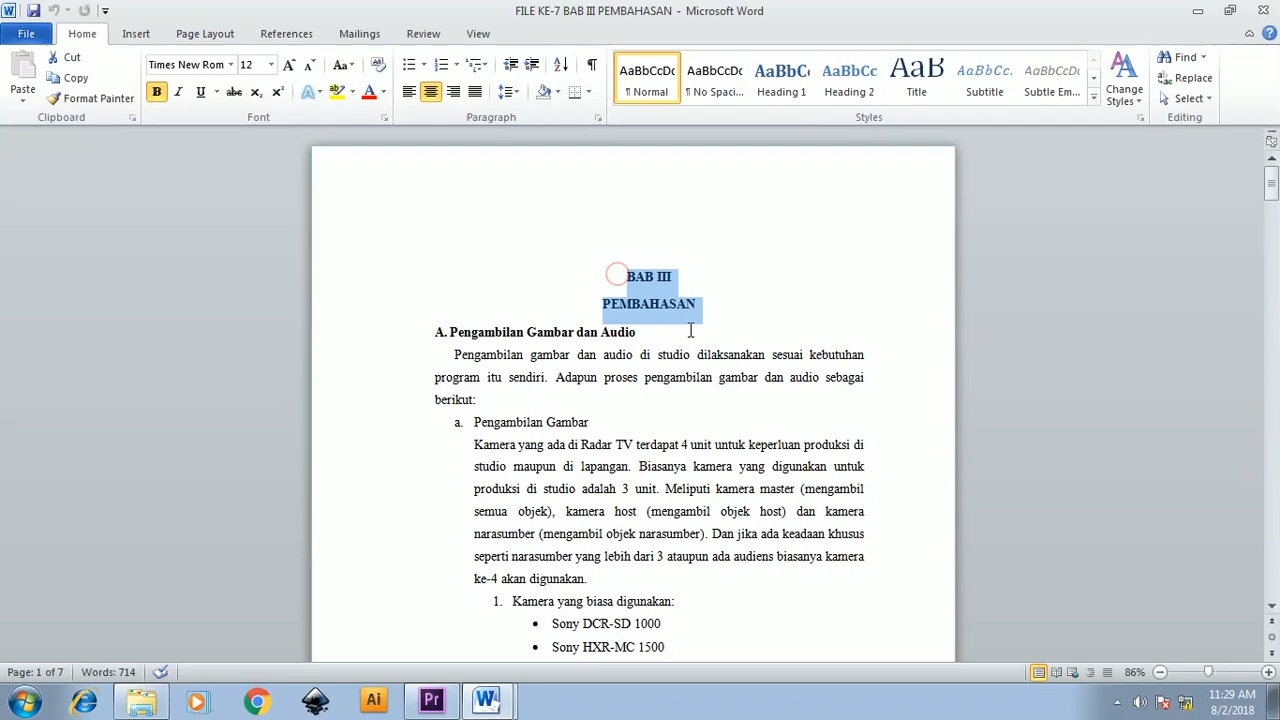 FILE KE-7 BAB III PEMBAHASAN - Microsoft Word
File Home Insert Page Layout References Mailings Review View
Paste
Cut
Copy
Format Painter
Clipboard
Times New Rom 12 Aa
B I U abc X₂ X² A ab A
Font
Paragraph
AaBbCcDc AaBbCcDc AaBbC( AaBbCc AaB AaBbCc. AaBbCcDc
¶ Normal ¶ No Spaci... Heading 1 Heading 2 Title Subtitle Subtle Em...
Change
Styles
Styles
Find
Replace
Select
Editing
BAB III
PEMBAHASAN
A. Pengambilan Gambar dan Audio
Pengambilan gambar dan audio di studio dilaksanakan sesuai kebutuhan
program itu sendiri. Adapun proses pengambilan gambar dan audio sebagai
berikut:
a. Pengambilan Gambar
Kamera yang ada di Radar TV terdapat 4 unit untuk keperluan produksi di
studio maupun di lapangan. Biasanya kamera yang digunakan untuk
produksi di studio adalah 3 unit. Meliputi kamera master (mengambil
semua objek), kamera host (mengambil objek host) dan kamera
narasumber (mengambil objek narasumber). Dan jika ada keadaan khusus
seperti narasumber yang lebih dari 3 ataupun ada audiens biasanya kamera
ke-4 akan digunakan.
1. Kamera yang biasa digunakan:
• Sony DCR-SD 1000
• Sony HXR-MC 1500
Page: 1 of 7 Words: 714 86%
Ai Pr W
11:29 AM
8/2/2018